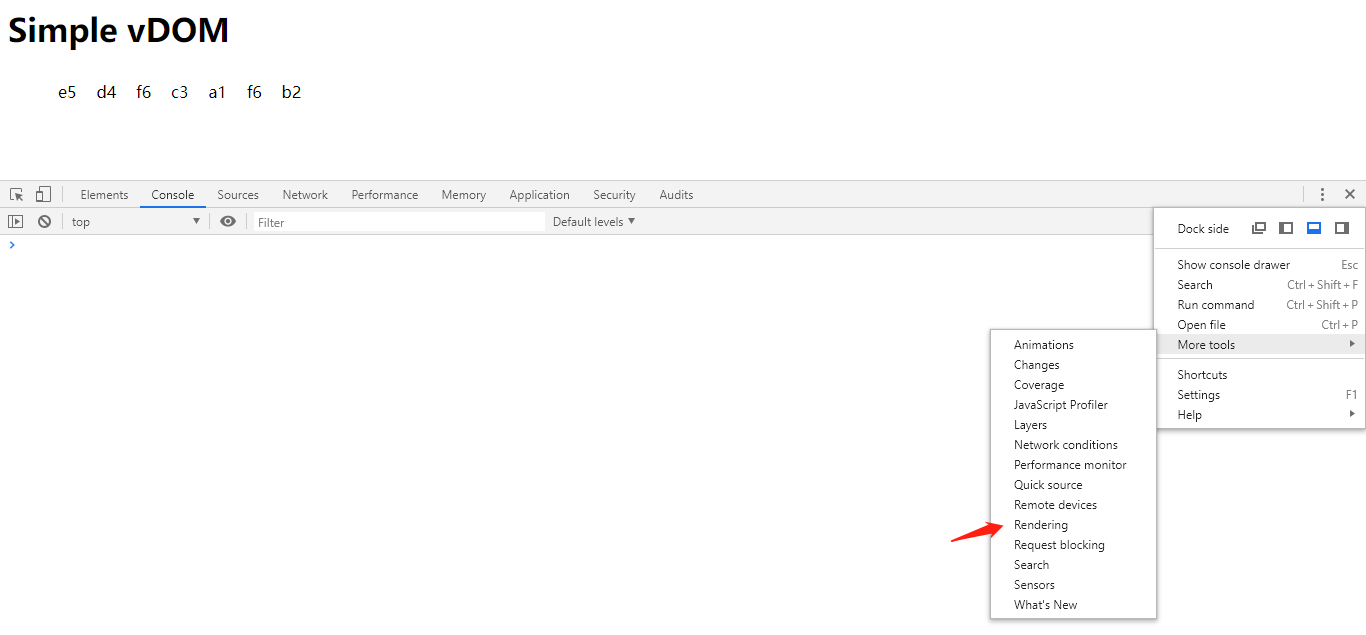 Simple vDOM
e5 d4 f6 c3 a1 f6 b2
Elements Console Sources Network Performance Memory Application Security Audits
top Filter Default levels
Dock side
Show console drawer Esc
Search Ctrl + Shift + F
Run command Ctrl + Shift + P
Open file Ctrl + P
More tools
Shortcuts
Settings F1
Help
Animations
Changes
Coverage
JavaScript Profiler
Layers
Network conditions
Performance monitor
Quick source
Remote devices
Rendering
Request blocking
Search
Sensors
What's New